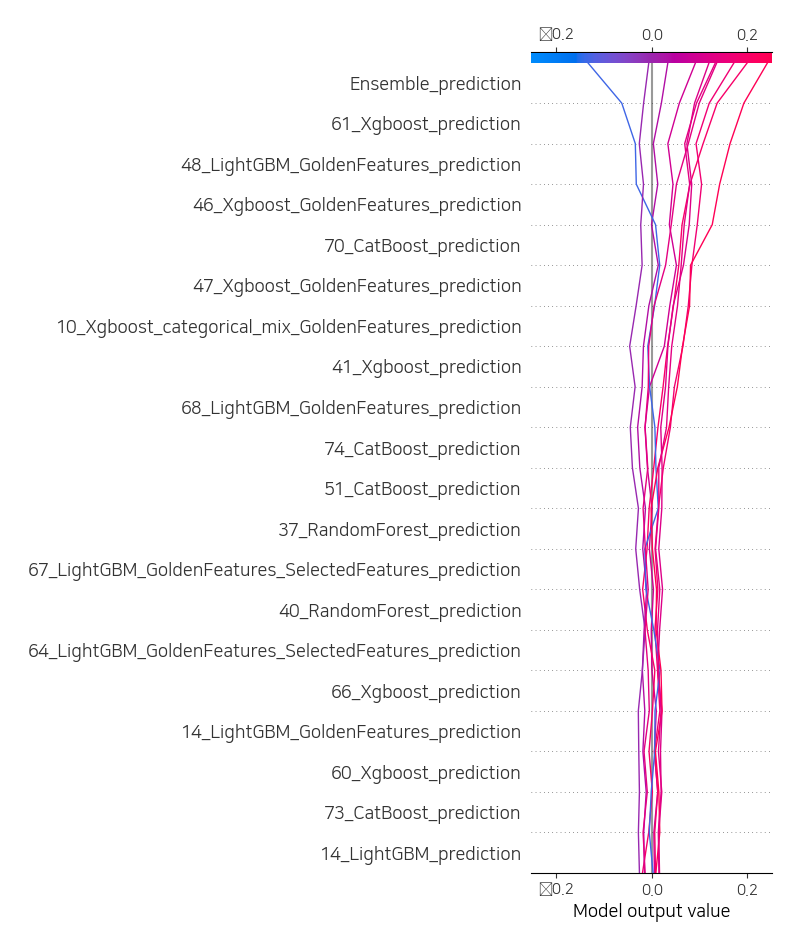 0.2 0.0 0.2
Ensemble_prediction
61_Xgboost_prediction
48_LightGBM_GoldenFeatures_prediction
46_Xgboost_GoldenFeatures_prediction
70_CatBoost_prediction
47_Xgboost_GoldenFeatures_prediction
10_Xgboost_categorical_mix_GoldenFeatures_prediction
41_Xgboost_prediction
68_LightGBM_GoldenFeatures_prediction
74_CatBoost_prediction
51_CatBoost_prediction
37_RandomForest_prediction
67_LightGBM_GoldenFeatures_SelectedFeatures_prediction
40_RandomForest_prediction
64_LightGBM_GoldenFeatures_SelectedFeatures_prediction
66_Xgboost_prediction
14_LightGBM_GoldenFeatures_prediction
60_Xgboost_prediction
73_CatBoost_prediction
14_LightGBM_prediction
0.2 0.0 0.2
Model output value